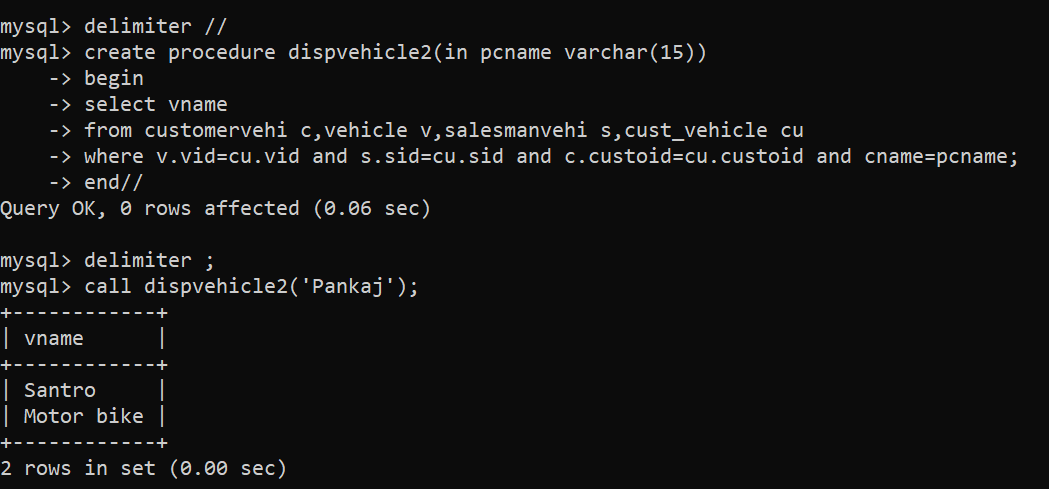 mysql> delimiter //
mysql> create procedure dispvehicle2(in pcname varchar(15))
    -> begin
    -> select vname
    -> from customervehi c,vehicle v,salesmanvehi s,cust_vehicle cu
    -> where v.vid=cu.vid and s.sid=cu.sid and c.custoid=cu.custoid and cname=pcname;
    -> end//
Query OK, 0 rows affected (0.06 sec)

mysql> delimiter ;
mysql> call dispvehicle2('Pankaj');
+------------+
| vname      |
+------------+
| Santro     |
| Motor bike |
+------------+
2 rows in set (0.00 sec)